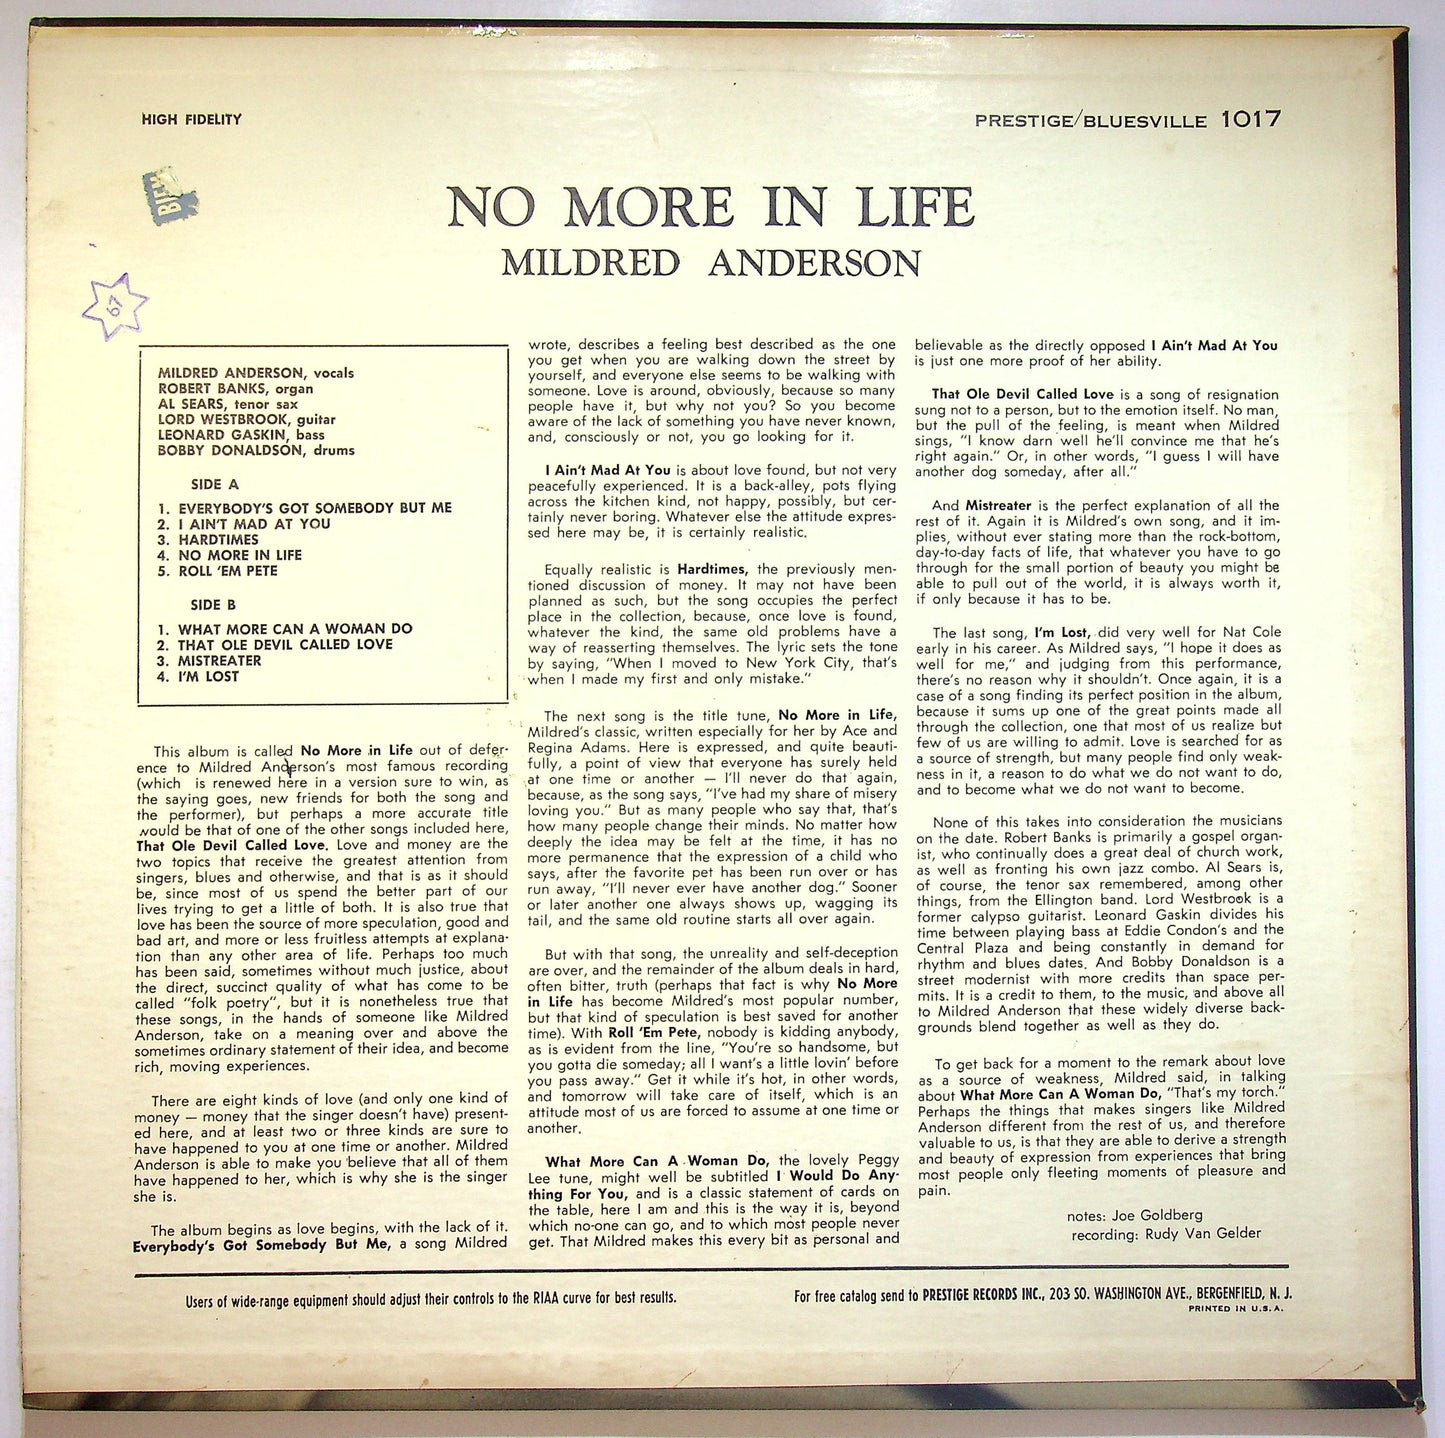 HIGH FIDELITY
PRESTIGE/BLUESVILLE 1017
NO MORE IN LIFE
MILDRED ANDERSON
67
MILDRED ANDERSON, vocals
ROBERT BANKS, organ
AL SEARS, tenor sax
LORD WESTBROOK, guitar
LEONARD GASKIN, bass
BOBBY DONALDSON, drums
SIDE A
1. EVERYBODY'S GOT SOMEBODY BUT ME
2. I AIN'T MAD AT YOU
3. HARDTIMES
4. NO MORE IN LIFE
5. ROLL 'EM PETE
SIDE B
1. WHAT MORE CAN A WOMAN DO
2. THAT OLE DEVIL CALLED LOVE
3. MISTREATER
4. I'M LOST
This album is called No More in Life out of defer-
ence to Mildred Anderson's most famous recording
(which is renewed here in a version sure to win, as
the saying goes, new friends for both the song and
the performer), but perhaps a more accurate title
would be that of one of the other songs included here,
That Ole Devil Called Love. Love and money are the
two topics that receive the greatest attention from
singers, blues and otherwise, and that is as it should
be, since most of us spend the better part of our
lives trying to get a little of both. It is also true that
love has been the source of more speculation, good and
bad art, and more or less fruitless attempts at explana-
tion than any other area of life. Perhaps too much
has been said, sometimes without much justice, about
the direct, succinct quality of what has come to be
called "folk poetry", but it is nonetheless true that
these songs, in the hands of someone like Mildred
Anderson, take on a meaning over and above the
sometimes ordinary statement of their idea, and become
rich, moving experiences.
There are eight kinds of love (and only one kind of
money — money that the singer doesn't have) present-
ed here, and at least two or three kinds are sure to
have happened to you at one time or another. Mildred
Anderson is able to make you believe that all of them
have happened to her, which is why she is the singer
she is.
The album begins as love begins, with the lack of it.
Everybody's Got Somebody But Me, a song Mildred
wrote, describes a feeling best described as the one
you get when you are walking down the street by
yourself, and everyone else seems to be walking with
someone. Love is around, obviously, because so many
people have it, but why not you? So you become
aware of the lack of something you have never known,
and, consciously or not, you go looking for it.
I Ain't Mad At You is about love found, but not very
peacefully experienced. It is a back-alley, pots flying
across the kitchen kind, not happy, possibly, but cer-
tainly never boring. Whatever else the attitude expres-
sed here may be, it is certainly realistic.
Equally realistic is Hardtimes, the previously men-
tioned discussion of money. It may not have been
planned as such, but the song occupies the perfect
place in the collection, because, once love is found,
whatever the kind, the same old problems have a
way of reasserting themselves. The lyric sets the tone
by saying, "When I moved to New York City, that's
when I made my first and only mistake."
The next song is the title tune, No More in Life,
Mildred's classic, written especially for her by Ace and
Regina Adams. Here is expressed, and quite beauti-
fully, a point of view that everyone has surely held
at one time or another — I'll never do that again,
because, as the song says, "I've had my share of misery
loving you." But as many people who say that, that's
how many people change their minds. No matter how
deeply the idea may be felt at the time, it has no
more permanence that the expression of a child who
says, after the favorite pet has been run over or has
run away, "I'll never ever have another dog." Sooner
or later another one always shows up, wagging its
tail, and the same old routine starts all over again.
But with that song, the unreality and self-deception
are over, and the remainder of the album deals in hard,
often bitter, truth (perhaps that fact is why No More
in Life has become Mildred's most popular number,
but that kind of speculation is best saved for another
time). With Roll 'Em Pete, nobody is kidding anybody,
as is evident from the line, "You're so handsome, but
you gotta die someday; all I want's a little lovin' before
you pass away." Get it while it's hot, in other words,
and tomorrow will take care of itself, which is an
attitude most of us are forced to assume at one time or
another.
What More Can A Woman Do, the lovely Peggy
Lee tune, might well be subtitled I Would Do Any-
thing For You, and is a classic statement of cards on
the table, here I am and this is the way it is, beyond
which no-one can go, and to which most people never
get. That Mildred makes this every bit as personal and
believable as the directly opposed I Ain't Mad At You
is just one more proof of her ability.
That Ole Devil Called Love is a song of resignation
sung not to a person, but to the emotion itself. No man,
but the pull of the feeling, is meant when Mildred
sings, "I know darn well he'll convince me that he's
right again." Or, in other words, "I guess I will have
another dog someday, after all."
And Mistreater is the perfect explanation of all the
rest of it. Again it is Mildred's own song, and it im-
plies, without ever stating more than the rock-bottom,
day-to-day facts of life, that whatever you have to go
through for the small portion of beauty you might be
able to pull out of the world, it is always worth it,
if only because it has to be.
The last song, I'm Lost, did very well for Nat Cole
early in his career. As Mildred says, "I hope it does as
well for me," and judging from this performance,
there's no reason why it shouldn't. Once again, it is a
case of a song finding its perfect position in the album,
because it sums up one of the great points made all
through the collection, one that most of us realize but
few of us are willing to admit. Love is searched for as
a source of strength, but many people find only weak-
ness in it, a reason to do what we do not want to do,
and to become what we do not want to become.
None of this takes into consideration the musicians
on the date. Robert Banks is primarily a gospel organ-
ist, who continually does a great deal of church work,
as well as fronting his own jazz combo. Al Sears is,
of course, the tenor sax remembered, among other
things, from the Ellington band. Lord Westbrook is a
former calypso guitarist. Leonard Gaskin divides his
time between playing bass at Eddie Condon's and the
Central Plaza and being constantly in demand for
rhythm and blues dates. And Bobby Donaldson is a
street modernist with more credits than space per-
mits. It is a credit to them, to the music, and above all
to Mildred Anderson that these widely diverse back-
grounds blend together as well as they do.
To get back for a moment to the remark about love
as a source of weakness, Mildred said, in talking
about What More Can A Woman Do, "That's my torch."
Perhaps the things that makes singers like Mildred
Anderson different from the rest of us, and therefore
valuable to us, is that they are able to derive a strength
and beauty of expression from experiences that bring
most people only fleeting moments of pleasure and
pain.
notes: Joe Goldberg
recording: Rudy Van Gelder
Users of wide-range equipment should adjust their controls to the RIAA curve for best results.
For free catalog send to PRESTIGE RECORDS INC., 203 SO. WASHINGTON AVE., BERGENFIELD, N. J.
PRINTED IN U.S.A.